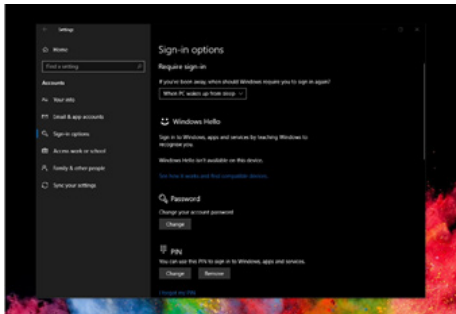 Settings
Home
Find a setting
Accounts
Your info
Email & app accounts
Sign-in options
Access work or school
Family & other people
Sync your settings
Sign-in options
Require sign-in
If you've been away, when should Windows require you to sign in again?
When PC wakes up from sleep
Windows Hello
Sign in to Windows, apps and services by teaching Windows to
recognise you.
Windows Hello isn't available on this device.
See how it works and find compatible devices.
Password
Change your account password
Change
PIN
You can use this PIN to sign in to Windows, apps and services.
Change Remove
I forgot my PIN